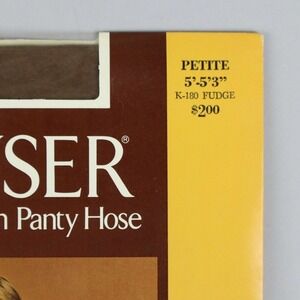 PETITE
5'-5'3"
K-180 FUDGE
$2.00
SER®
Panty Hose